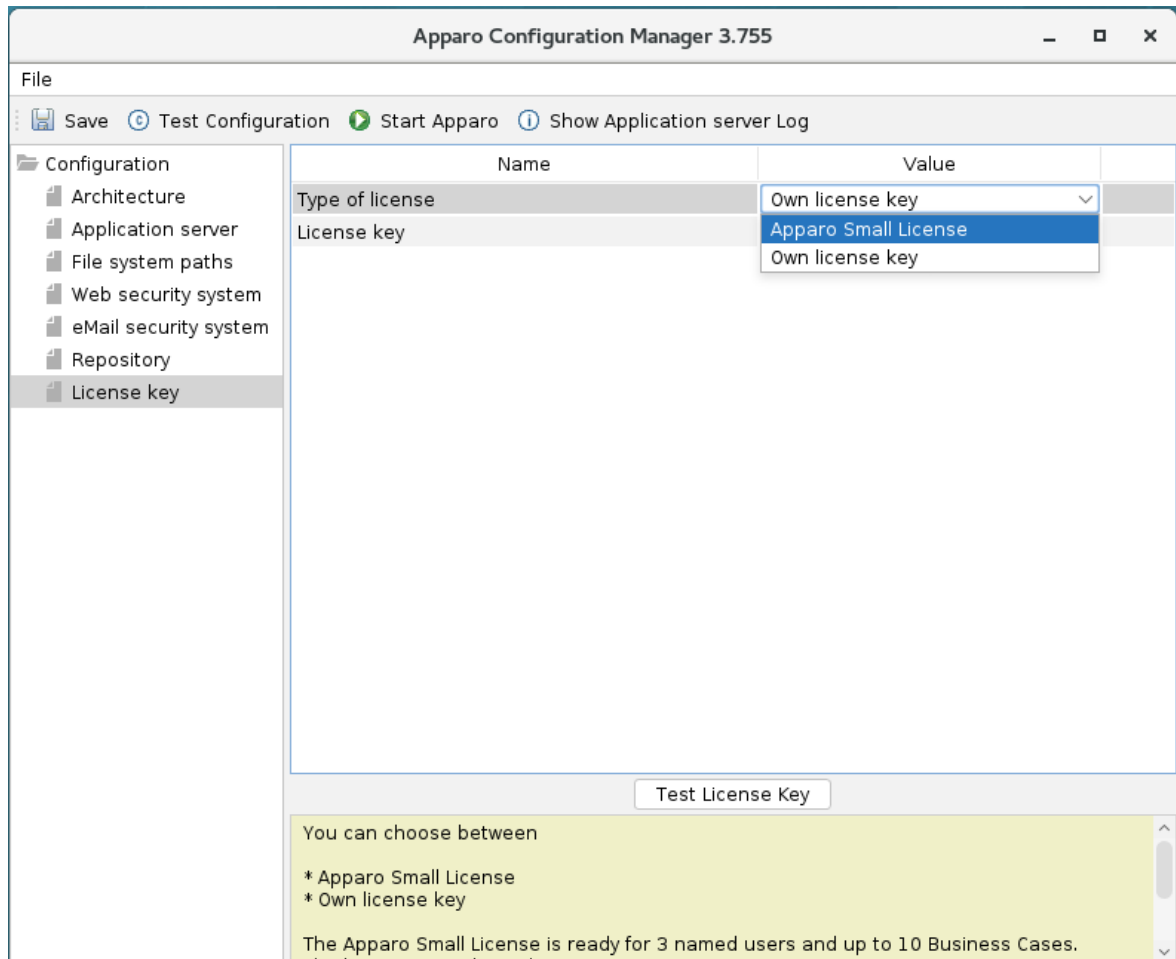 Apparo Configuration Manager 3.755
File
Save Test Configuration Start Apparo Show Application server Log
Configuration
Architecture
Application server
File system paths
Web security system
eMail security system
Repository
License key
Name Value
Type of license Own license key
License key Apparo Small License
Own license key
Test License Key
You can choose between
* Apparo Small License
* Own license key
The Apparo Small License is ready for 3 named users and up to 10 Business Cases.